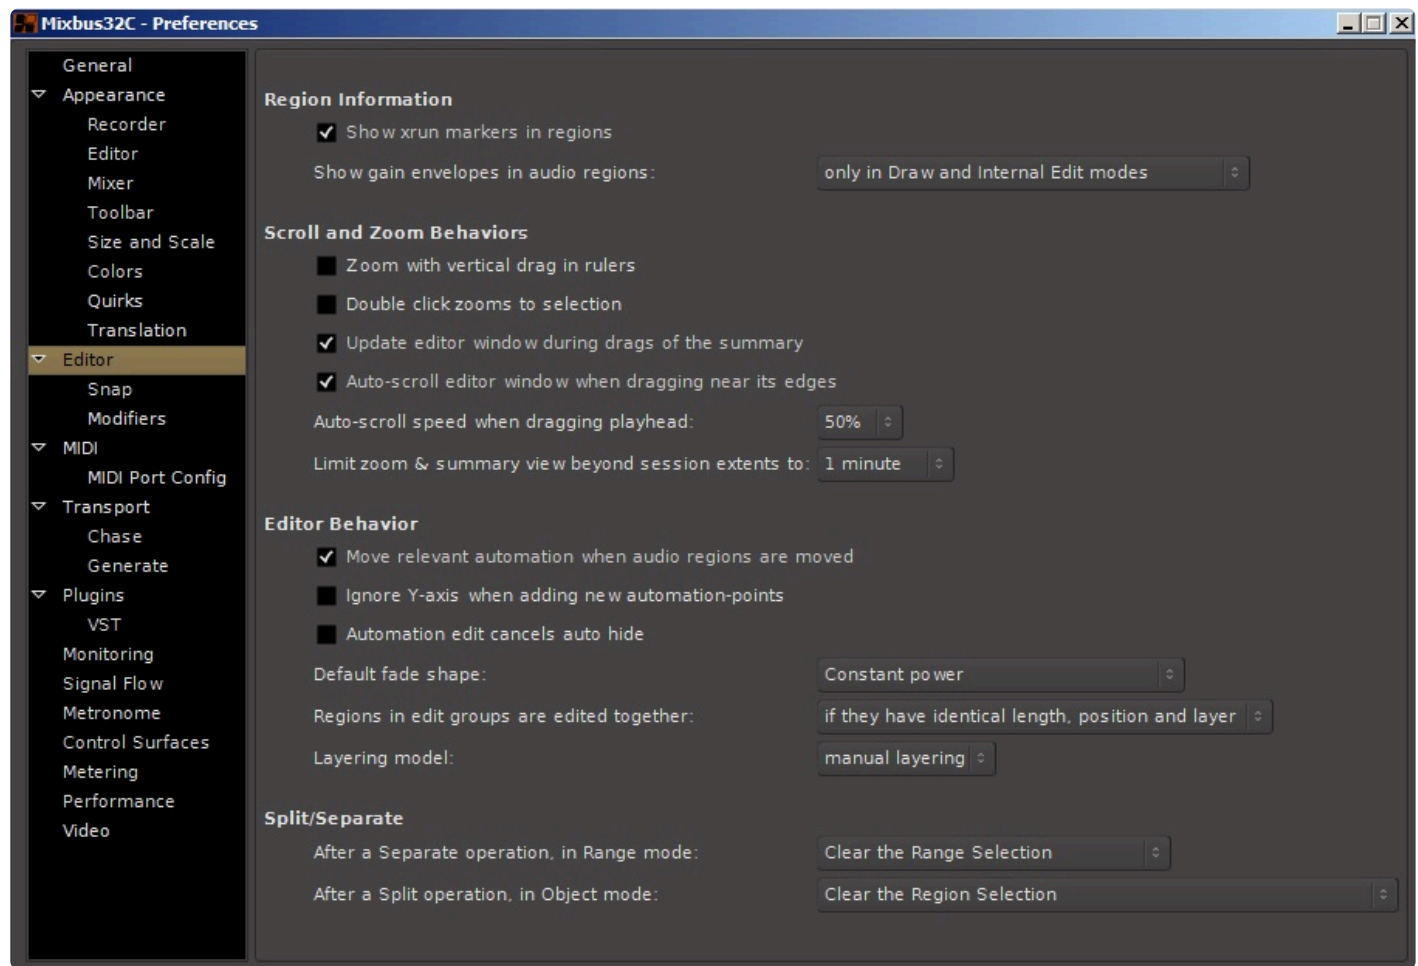 Mixbus32C - Preferences
General
Appearance
Recorder
Editor
Mixer
Toolbar
Size and Scale
Colors
Quirks
Translation
Editor
Snap
Modifiers
MIDI
MIDI Port Config
Transport
Chase
Generate
Plugins
VST
Monitoring
Signal Flow
Metronome
Control Surfaces
Metering
Performance
Video
Region Information
Show xrun markers in regions
Show gain envelopes in audio regions: only in Draw and Internal Edit modes
Scroll and Zoom Behaviors
Zoom with vertical drag in rulers
Double click zooms to selection
Update editor window during drags of the summary
Auto-scroll editor window when dragging near its edges
Auto-scroll speed when dragging playhead: 50%
Limit zoom & summary view beyond session extents to: 1 minute
Editor Behavior
Move relevant automation when audio regions are moved
Ignore Y-axis when adding new automation-points
Automation edit cancels auto hide
Default fade shape: Constant power
Regions in edit groups are edited together: if they have identical length, position and layer
Layering model: manual layering
Split/Separate
After a Separate operation, in Range mode: Clear the Range Selection
After a Split operation, in Object mode: Clear the Region Selection